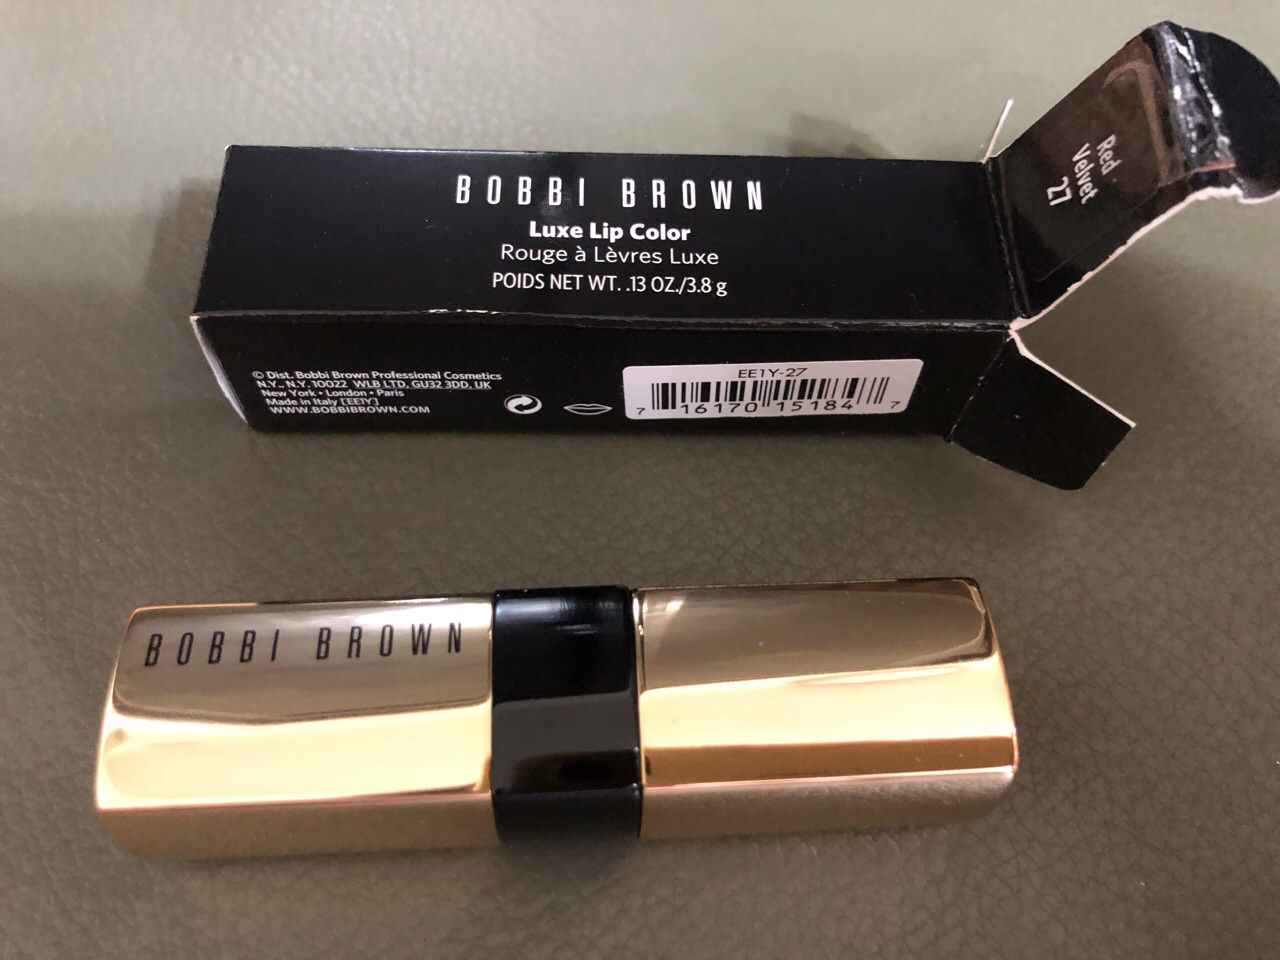 BOBBI BROWN
Luxe Lip Color
Rouge à Lèvres Luxe
POIDS NET WT. .13 OZ./3.8 g
Red
Velvet
27
© Dist. Bobbi Brown Professional Cosmetics
N.Y., N.Y. 10022 WLB LTD, GU32 3DD, UK
New York • London • Paris
Made in Italy [EE1Y]
WWW.BOBBIBROWN.COM
EE1Y-27
7 16170 15184 7
BOBBI BROWN